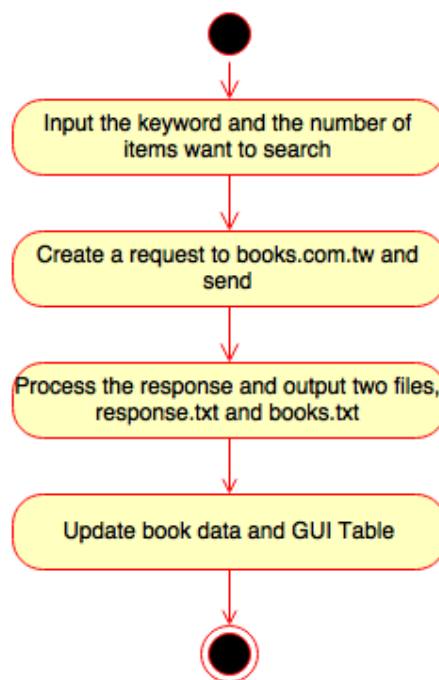 Input the keyword and the number of
items want to search
Create a request to books.com.tw and
send
Process the response and output two files,
response.txt and books.txt
Update book data and GUI Table